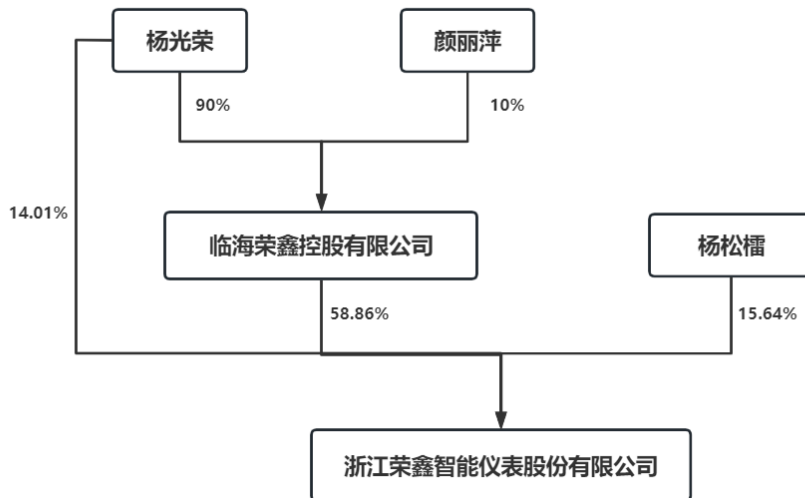 杨光荣
颜丽萍
90%
10%
14.01%
临海荣鑫控股有限公司
杨松檑
58.86%
15.64%
浙江荣鑫智能仪表股份有限公司